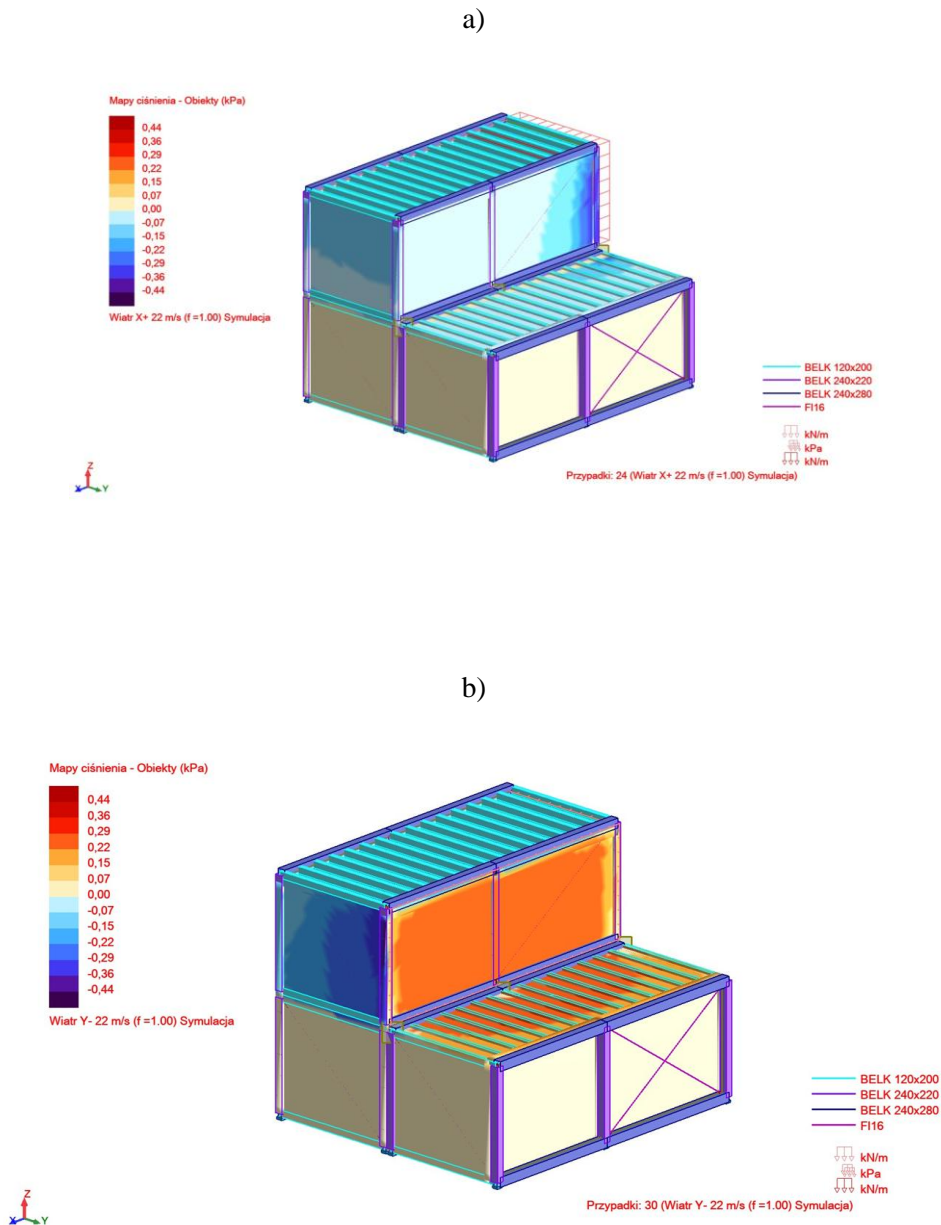 a)
Mapy ciśnienia - Obiekty (kPa)
0,44
0,36
0,29
0,22
0,15
0,07
0,00
-0,07
-0,15
-0,22
-0,29
-0,36
-0,44
Wiatr X+ 22 m/s (f =1.00) Symulacja
BELK 120x200
BELK 240x220
BELK 240x280
FI16
kN/m
kPa
kN/m
Z
X
Y
Przypadki: 24 (Wiatr X+ 22 m/s (f =1.00) Symulacja)
b)
Mapy ciśnienia - Obiekty (kPa)
0,44
0,36
0,29
0,22
0,15
0,07
0,00
-0,07
-0,15
-0,22
-0,29
-0,36
-0,44
Wiatr Y- 22 m/s (f =1.00) Symulacja
BELK 120x200
BELK 240x220
BELK 240x280
FI16
kN/m
kPa
kN/m
Z
X
Y
Przypadki: 30 (Wiatr Y- 22 m/s (f =1.00) Symulacja)